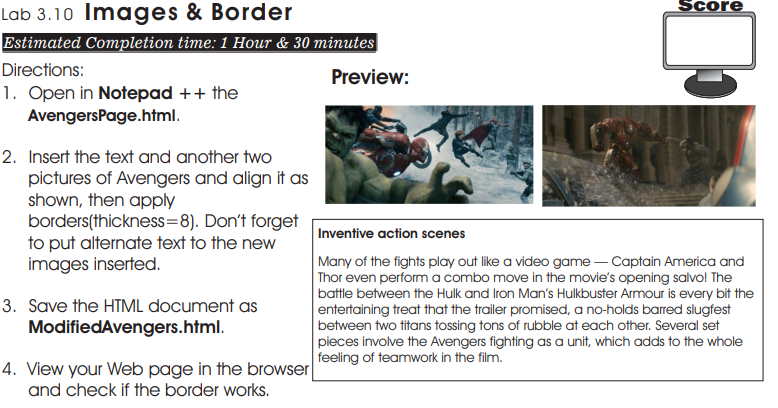 Lab 3.10 Images & Border
Score
Estimated Completion time: 1 Hour & 30 minutes
Directions:
1. Open in Notepad ++ the
AvengersPage.html.
2. Insert the text and another two
pictures of Avengers and align it as
shown, then apply
borders(thickness=8). Don't forget
to put alternate text to the new
images inserted.
3. Save the HTML document as
ModifiedAvengers.html.
4. View your Web page in the browser
and check if the border works.
Preview:
Inventive action scenes
Many of the fights play out like a video game — Captain America and
Thor even perform a combo move in the movie's opening salvo! The
battle between the Hulk and Iron Man's Hulkbuster Armour is every bit the
entertaining treat that the trailer promised, a no-holds barred slugfest
between two titans tossing tons of rubble at each other. Several set
pieces involve the Avengers fighting as a unit, which adds to the whole
feeling of teamwork in the film.